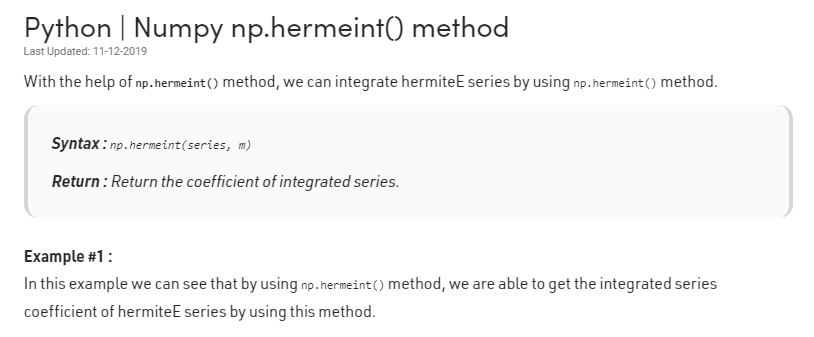 Python | Numpy np.hermeint() method
Last Updated: 11-12-2019
With the help of np.hermeint() method, we can integrate hermiteE series by using np.hermeint() method.
Syntax : np.hermeint(series, m)
Return : Return the coefficient of integrated series.
Example #1 :
In this example we can see that by using np.hermeint() method, we are able to get the integrated series
coefficient of hermiteE series by using this method.